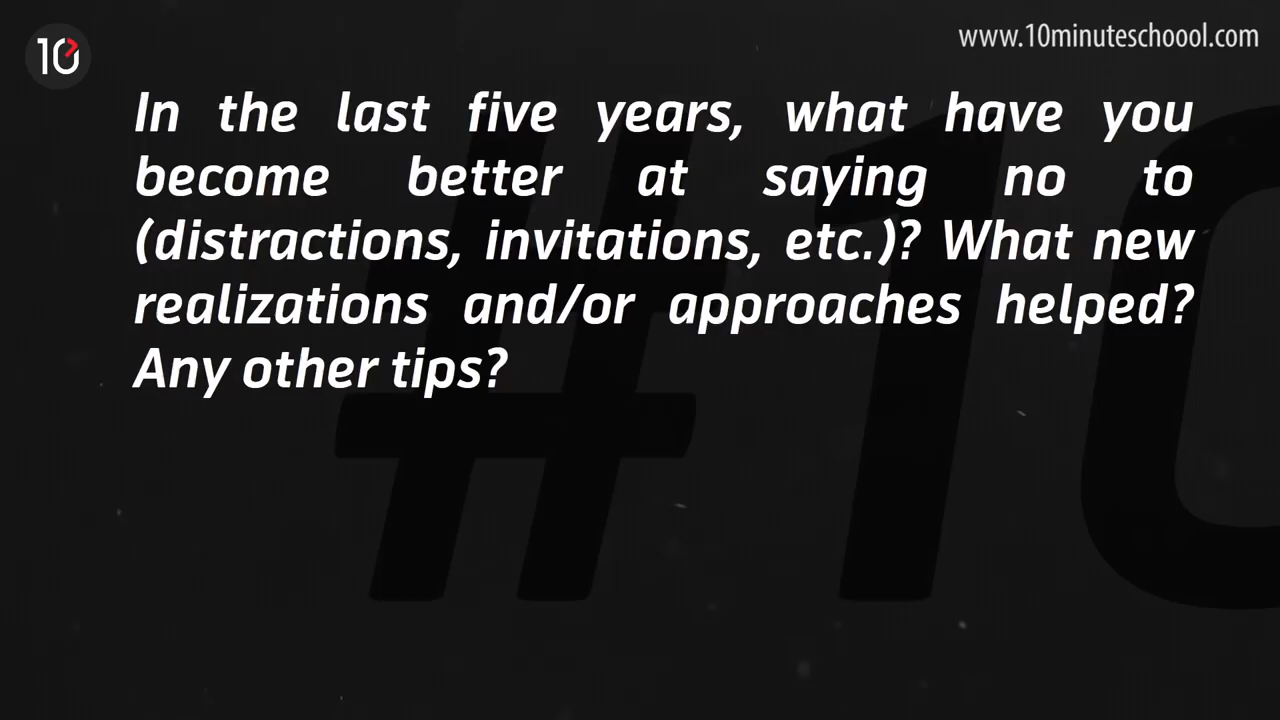 10
www.10minuteschoool.com
In the last five years, what have you
become better at saying no to
(distractions, invitations, etc.)? What new
realizations and/or approaches helped?
Any other tips?
#10